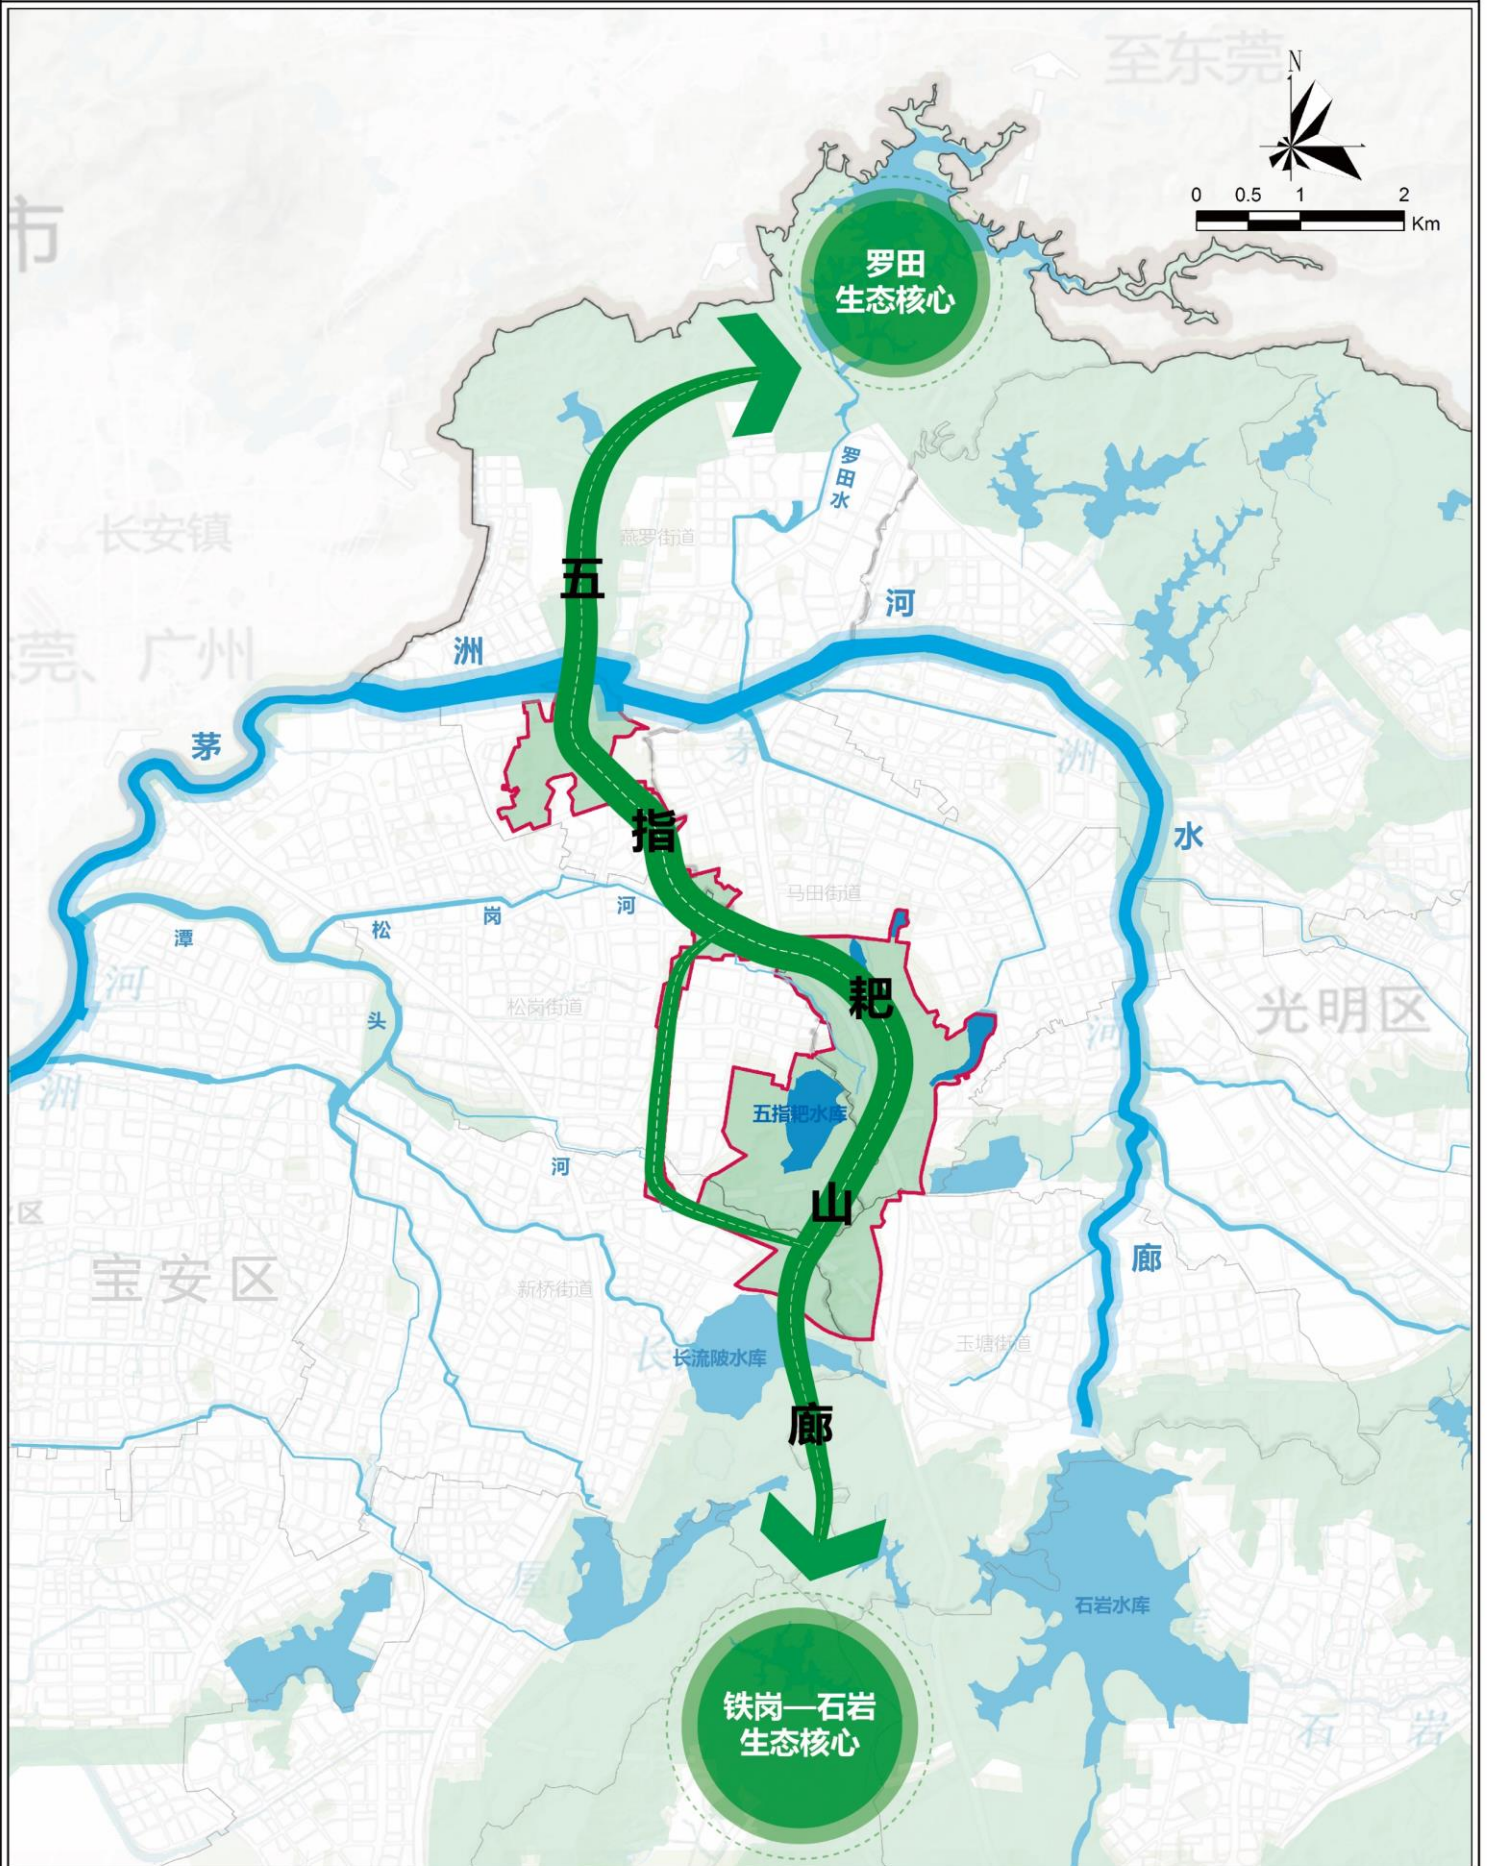 至东莞
N
0 0.5 1 2
Km
市
罗田
生态核心
罗田水
长安镇
燕罗街道
五
河
洲
莞、广州
茅
茅
洲
指
水
马田街道
松
岗
河
潭
河
耙
光明区
松岗街道
头
河
洲
五指耙水库
河
山
区
宝安区
廊
新桥街道
玉塘街道
长流陂水库
廊
石岩水库
铁岗—石岩
生态核心
石岩